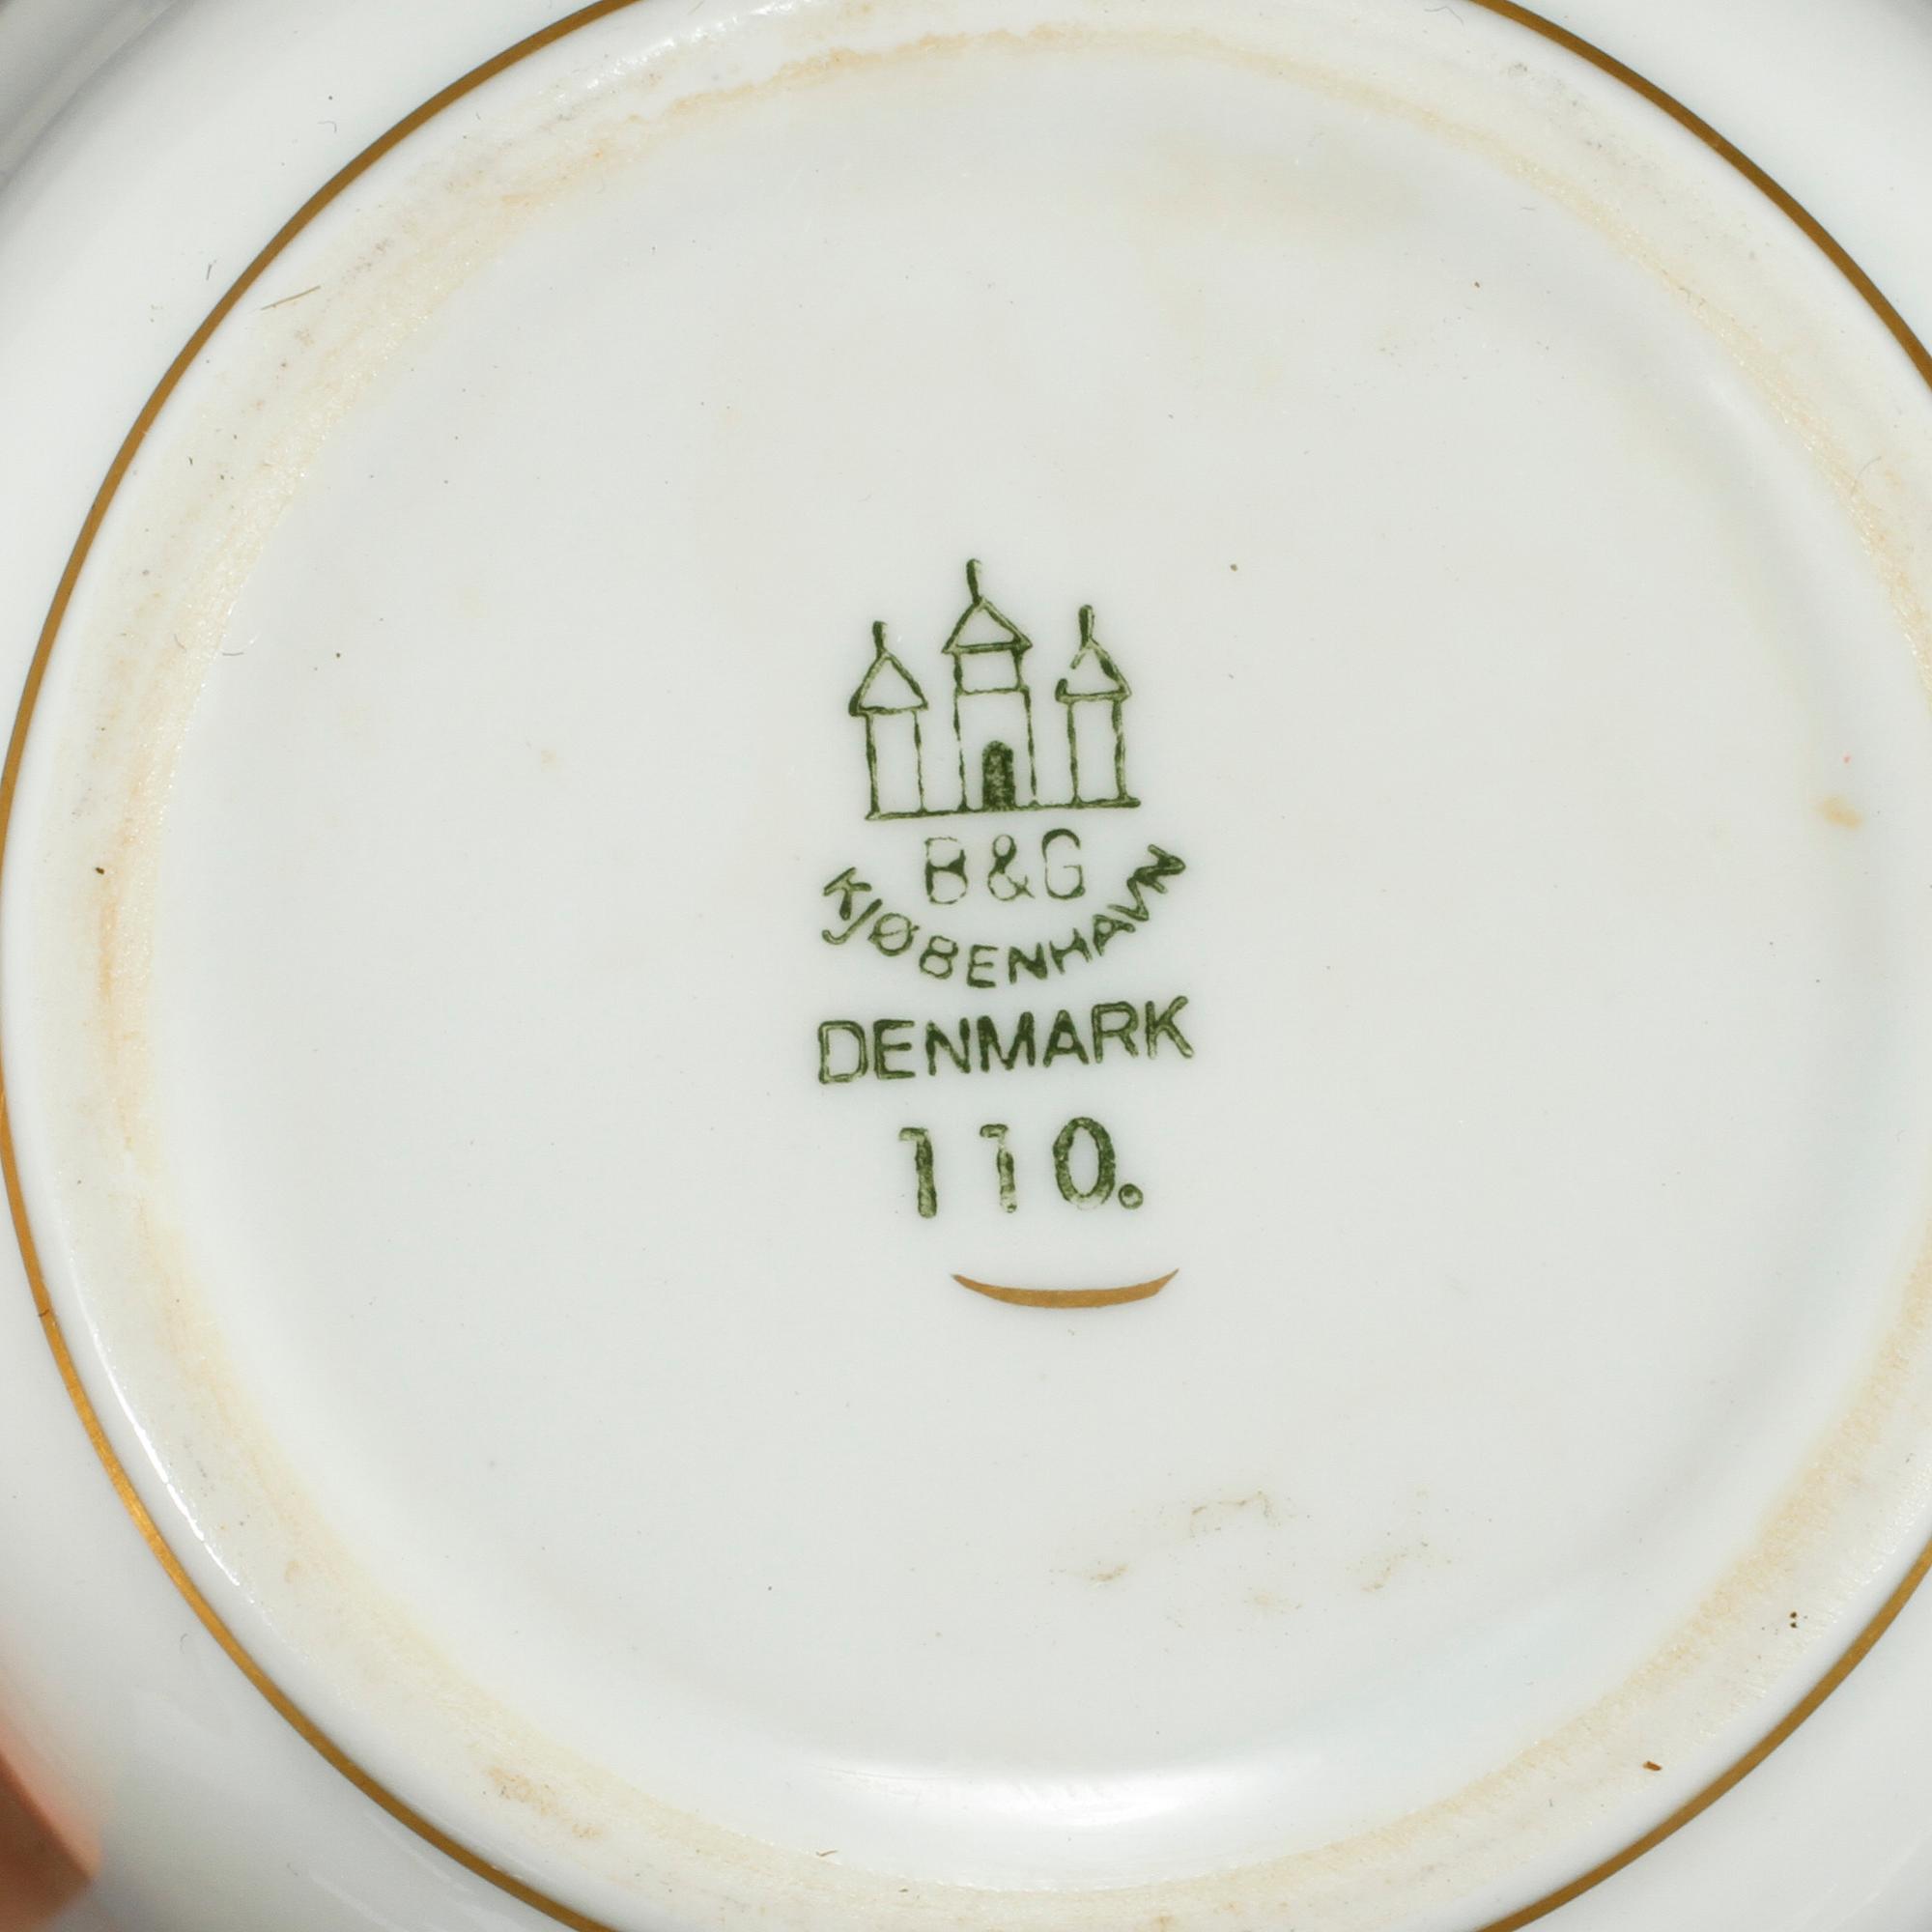 B&G
KJØBENHAVN
DENMARK
110.